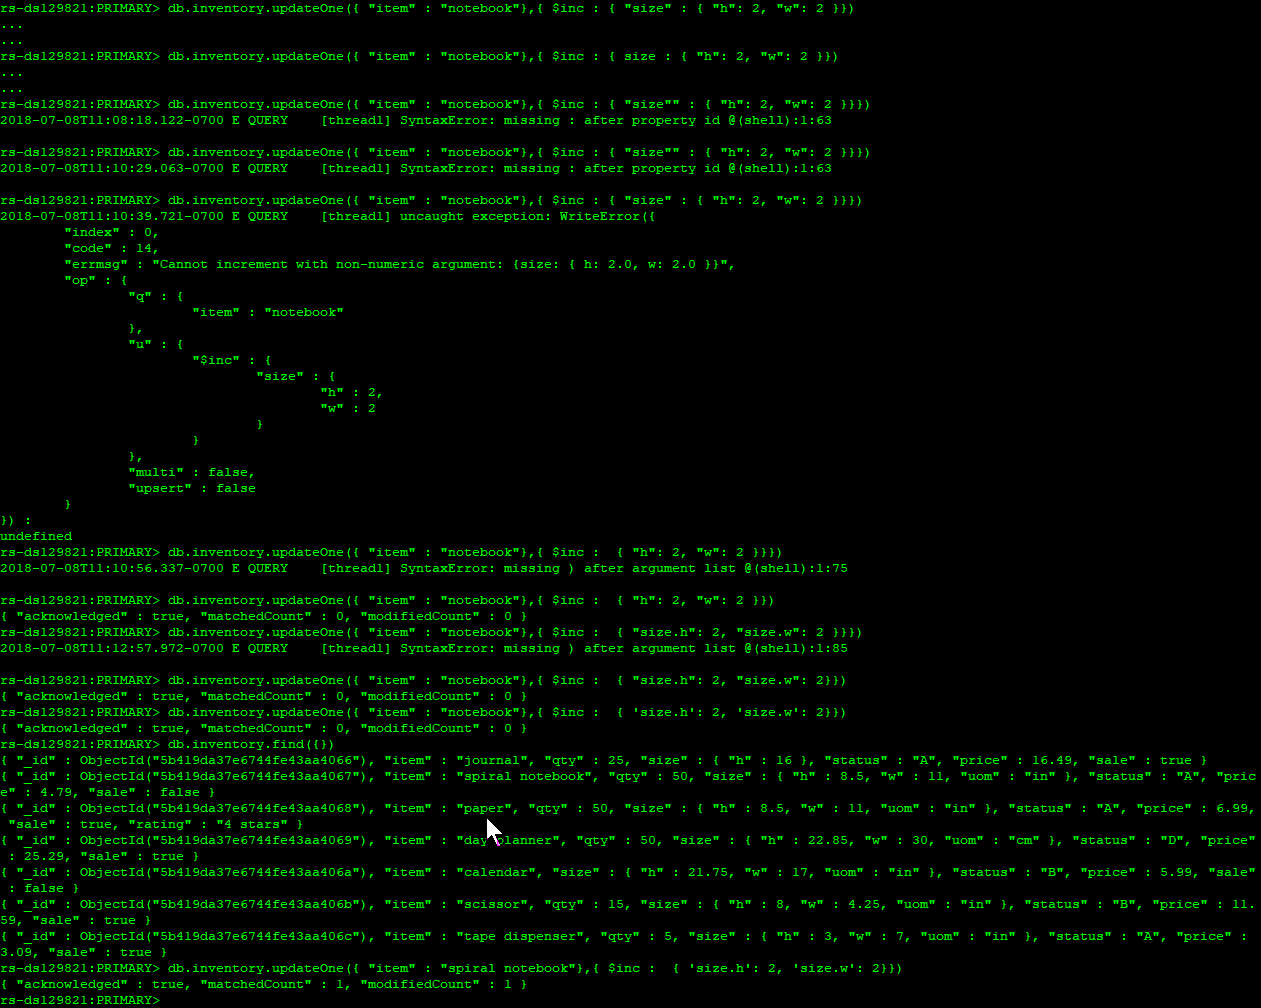 rs-ds129821:PRIMARY> db.inventory.updateOne({ "item" : "notebook"},{ $inc : { "size" : { "h": 2, "w": 2 }})
...
...
rs-ds129821:PRIMARY> db.inventory.updateOne({ "item" : "notebook"},{ $inc : { size : { "h": 2, "w": 2 }})
...
...
rs-ds129821:PRIMARY> db.inventory.updateOne({ "item" : "notebook"},{ $inc : { "size"" : { "h": 2, "w": 2 }}})
2018-07-08T11:08:18.122-0700 E QUERY    [thread1] SyntaxError: missing : after property id @(shell):1:63
rs-ds129821:PRIMARY> db.inventory.updateOne({ "item" : "notebook"},{ $inc : { "size"" : { "h": 2, "w": 2 }}})
2018-07-08T11:10:29.063-0700 E QUERY    [thread1] SyntaxError: missing : after property id @(shell):1:63
rs-ds129821:PRIMARY> db.inventory.updateOne({ "item" : "notebook"},{ $inc : { "size" : { "h": 2, "w": 2 }}})
2018-07-08T11:10:39.721-0700 E QUERY    [thread1] uncaught exception: WriteError({
"index" : 0,
"code" : 14,
"errmsg" : "Cannot increment with non-numeric argument: {size: { h: 2.0, w: 2.0 }}",
"op" : {
"q" : {
"item" : "notebook"
},
"u" : {
"$inc" : {
"size" : {
"h" : 2,
"w" : 2
}
}
},
"multi" : false,
"upsert" : false
}
}) :
undefined
rs-ds129821:PRIMARY> db.inventory.updateOne({ "item" : "notebook"},{ $inc :  { "h": 2, "w": 2 }}})
2018-07-08T11:10:56.337-0700 E QUERY    [thread1] SyntaxError: missing ) after argument list @(shell):1:75
rs-ds129821:PRIMARY> db.inventory.updateOne({ "item" : "notebook"},{ $inc :  { "h": 2, "w": 2 }})
{ "acknowledged" : true, "matchedCount" : 0, "modifiedCount" : 0 }
rs-ds129821:PRIMARY> db.inventory.updateOne({ "item" : "notebook"},{ $inc :  { "size.h": 2, "size.w": 2 }}})
2018-07-08T11:12:57.972-0700 E QUERY    [thread1] SyntaxError: missing ) after argument list @(shell):1:85
rs-ds129821:PRIMARY> db.inventory.updateOne({ "item" : "notebook"},{ $inc :  { "size.h": 2, "size.w": 2}})
{ "acknowledged" : true, "matchedCount" : 0, "modifiedCount" : 0 }
rs-ds129821:PRIMARY> db.inventory.updateOne({ "item" : "notebook"},{ $inc :  { 'size.h': 2, 'size.w': 2}})
{ "acknowledged" : true, "matchedCount" : 0, "modifiedCount" : 0 }
rs-ds129821:PRIMARY> db.inventory.find({})
{ "_id" : ObjectId("5b419da37e6744fe43aa4066"), "item" : "journal", "qty" : 25, "size" : { "h" : 16 }, "status" : "A", "price" : 16.49, "sale" : true }
{ "_id" : ObjectId("5b419da37e6744fe43aa4067"), "item" : "spiral notebook", "qty" : 50, "size" : { "h" : 8.5, "w" : 11, "uom" : "in" }, "status" : "A", "pric
e" : 4.79, "sale" : false }
{ "_id" : ObjectId("5b419da37e6744fe43aa4068"), "item" : "paper", "qty" : 50, "size" : { "h" : 8.5, "w" : 11, "uom" : "in" }, "status" : "A", "price" : 6.99,
"sale" : true, "rating" : "4 stars" }
{ "_id" : ObjectId("5b419da37e6744fe43aa4069"), "item" : "day planner", "qty" : 50, "size" : { "h" : 22.85, "w" : 30, "uom" : "cm" }, "status" : "D", "price"
: 25.29, "sale" : true }
{ "_id" : ObjectId("5b419da37e6744fe43aa406a"), "item" : "calendar", "size" : { "h" : 21.75, "w" : 17, "uom" : "in" }, "status" : "B", "price" : 5.99, "sale"
: false }
{ "_id" : ObjectId("5b419da37e6744fe43aa406b"), "item" : "scissor", "qty" : 15, "size" : { "h" : 8, "w" : 4.25, "uom" : "in" }, "status" : "B", "price" : 11.
59, "sale" : true }
{ "_id" : ObjectId("5b419da37e6744fe43aa406c"), "item" : "tape dispenser", "qty" : 5, "size" : { "h" : 3, "w" : 7, "uom" : "in" }, "status" : "A", "price" :
3.09, "sale" : true }
rs-ds129821:PRIMARY> db.inventory.updateOne({ "item" : "spiral notebook"},{ $inc :  { 'size.h': 2, 'size.w': 2}})
{ "acknowledged" : true, "matchedCount" : 1, "modifiedCount" : 1 }
rs-ds129821:PRIMARY>